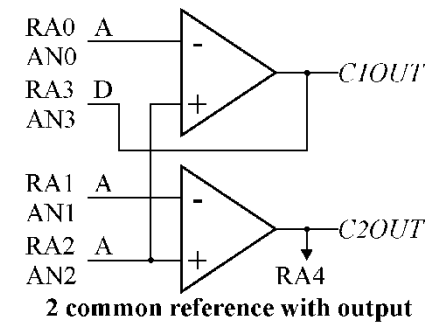 RA0 A
AN0
-
C1OUT
RA3 D
AN3
+
RA1 A
AN1
-
C2OUT
RA2 A
AN2
+
RA4
2 common reference with output